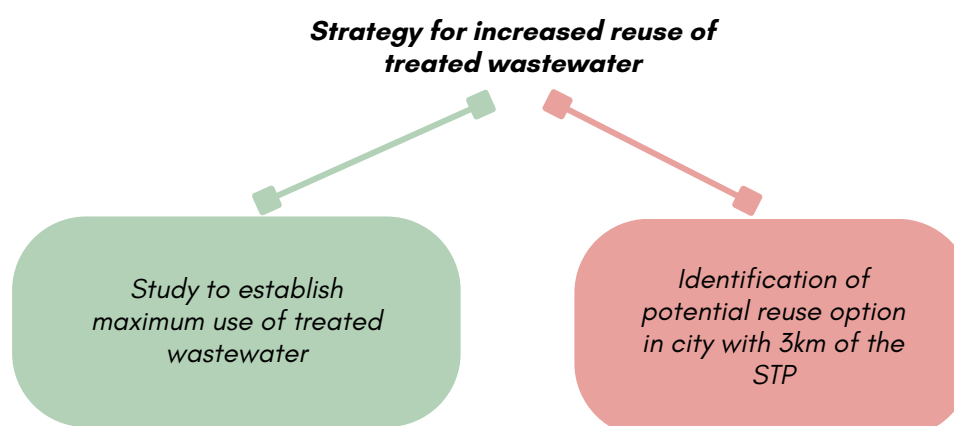 Strategy for increased reuse of
treated wastewater
Study to establish
maximum use of treated
wastewater
Identification of
potential reuse option
in city with 3km of the
STP